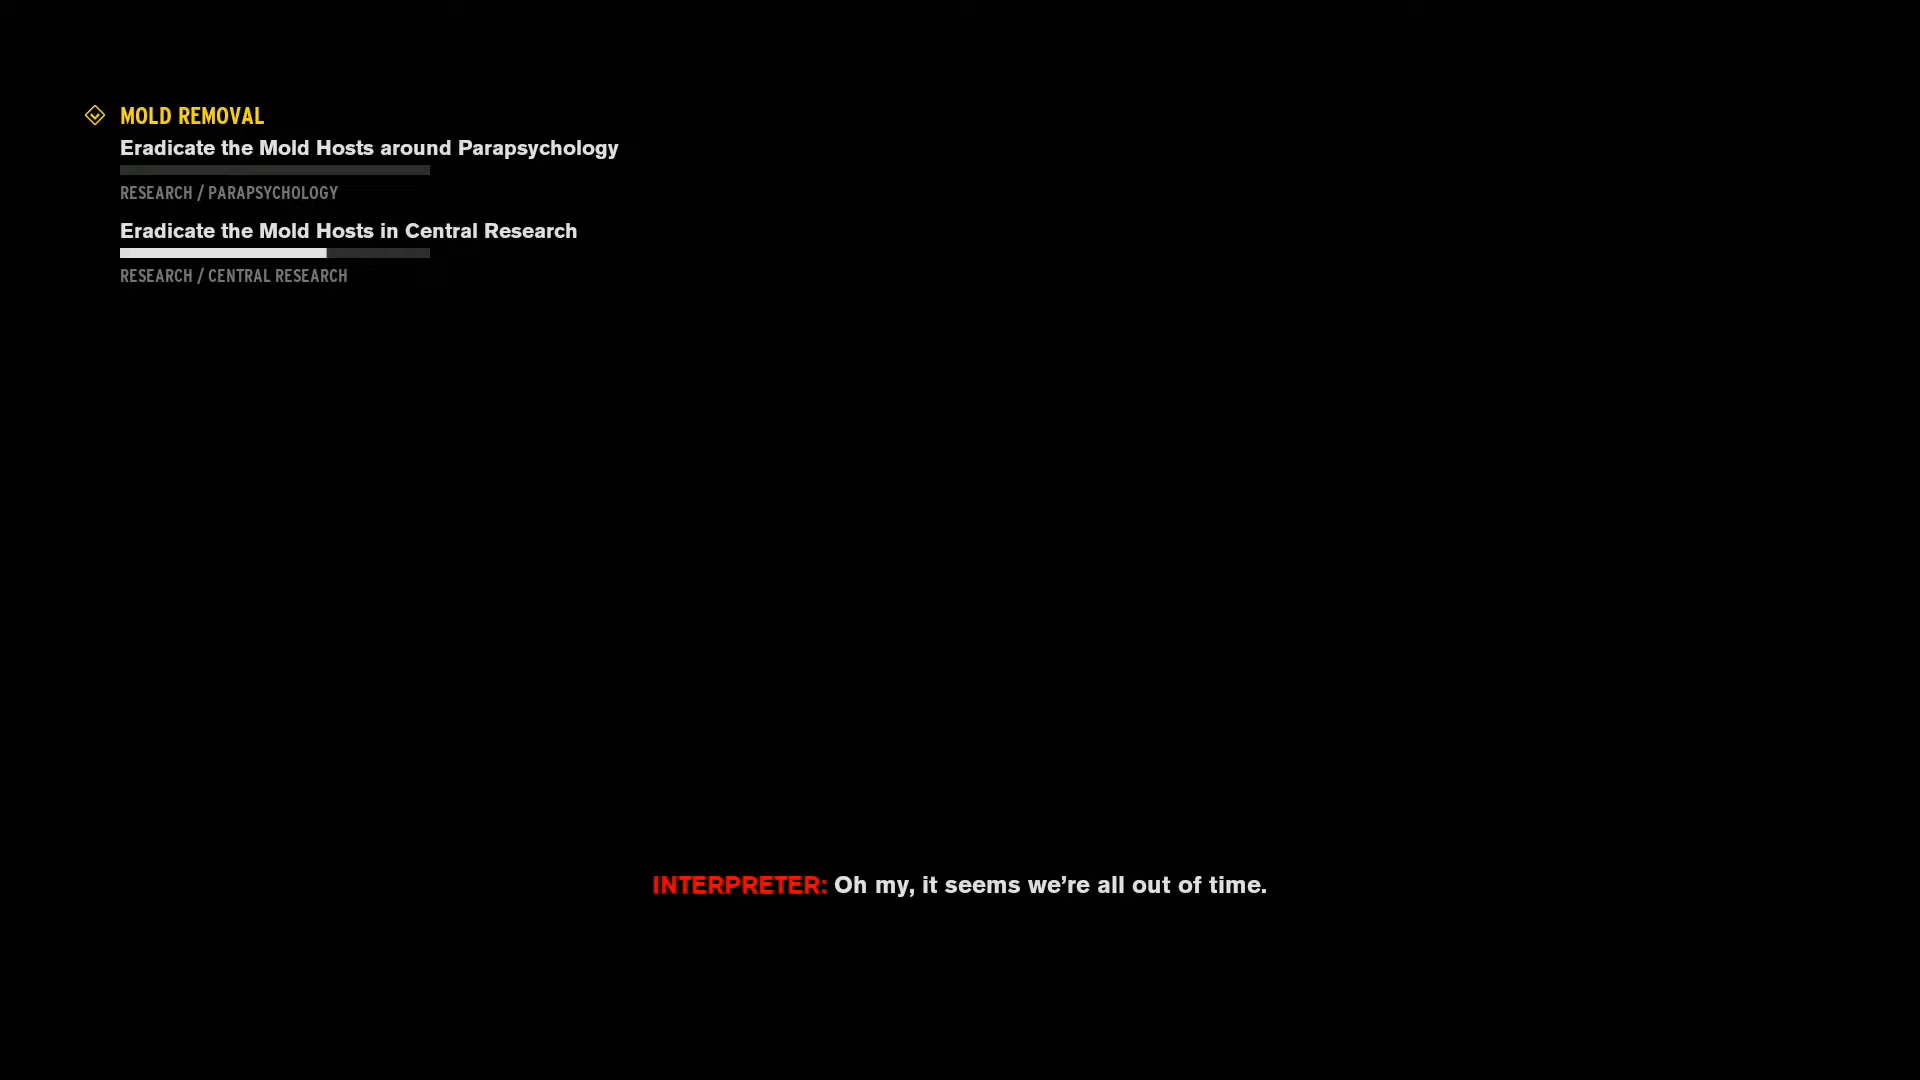 MOLD REMOVAL
Eradicate the Mold Hosts around Parapsychology
RESEARCH / PARAPSYCHOLOGY
Eradicate the Mold Hosts in Central Research
RESEARCH / CENTRAL RESEARCH
INTERPRETER: Oh my, it seems we’re all out of time.